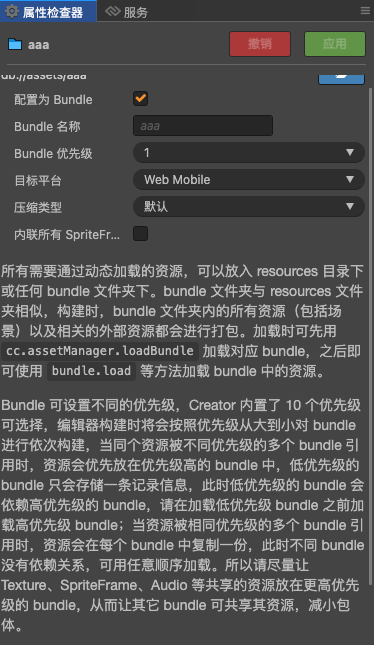 属性检查器
服务
aaa
撤销
应用
db://assets/aaa
配置为 Bundle
Bundle 名称
aaa
Bundle 优先级
1
目标平台
Web Mobile
压缩类型
默认
内联所有 SpriteFr...
所有需要通过动态加载的资源，可以放入 resources 目录下
或任何 bundle 文件夹下。bundle 文件夹与 resources 文件
夹相似，构建时，bundle 文件夹内的所有资源（包括场
景）以及相关的外部资源都会进行打包。加载时可先用
cc.assetManager.loadBundle 加载对应 bundle，之后即
可使用 bundle.load 等方法加载 bundle 中的资源。
Bundle 可设置不同的优先级，Creator 内置了 10 个优先级
可选择，编辑器构建时将会按照优先级从大到小对 bundle
进行依次构建，当同个资源被不同优先级的多个 bundle 引
用时，资源会优先放在优先级高的 bundle 中，低优先级的
bundle 只会存储一条记录信息，此时低优先级的 bundle 会
依赖高优先级的 bundle，请在加载低优先级 bundle 之前加
载高优先级 bundle；当资源被相同优先级的多个 bundle 引
用时，资源会在每个 bundle 中复制一份，此时不同 bundle
没有依赖关系，可用任意顺序加载。所以请尽量让
Texture、SpriteFrame、Audio 等共享的资源放在更高优先
级的 bundle，从而让其它 bundle 可共享其资源，减小包
体。